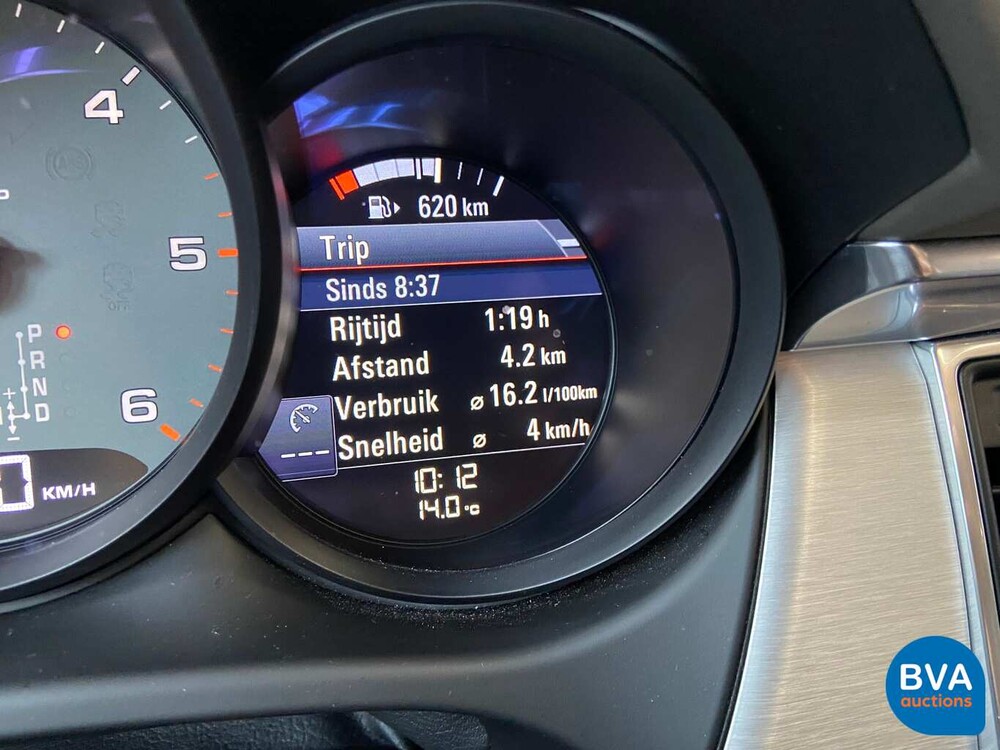 4
5
6
P
R
N
D
+
-
KM/H
620 km
Trip
Sinds 8:37
Rijtijd 1:19 h
Afstand 4.2 km
Verbruik ⌀ 16.2 l/100km
Snelheid ⌀ 4 km/h
---
10:12
14.0 °C
BVA
auctions